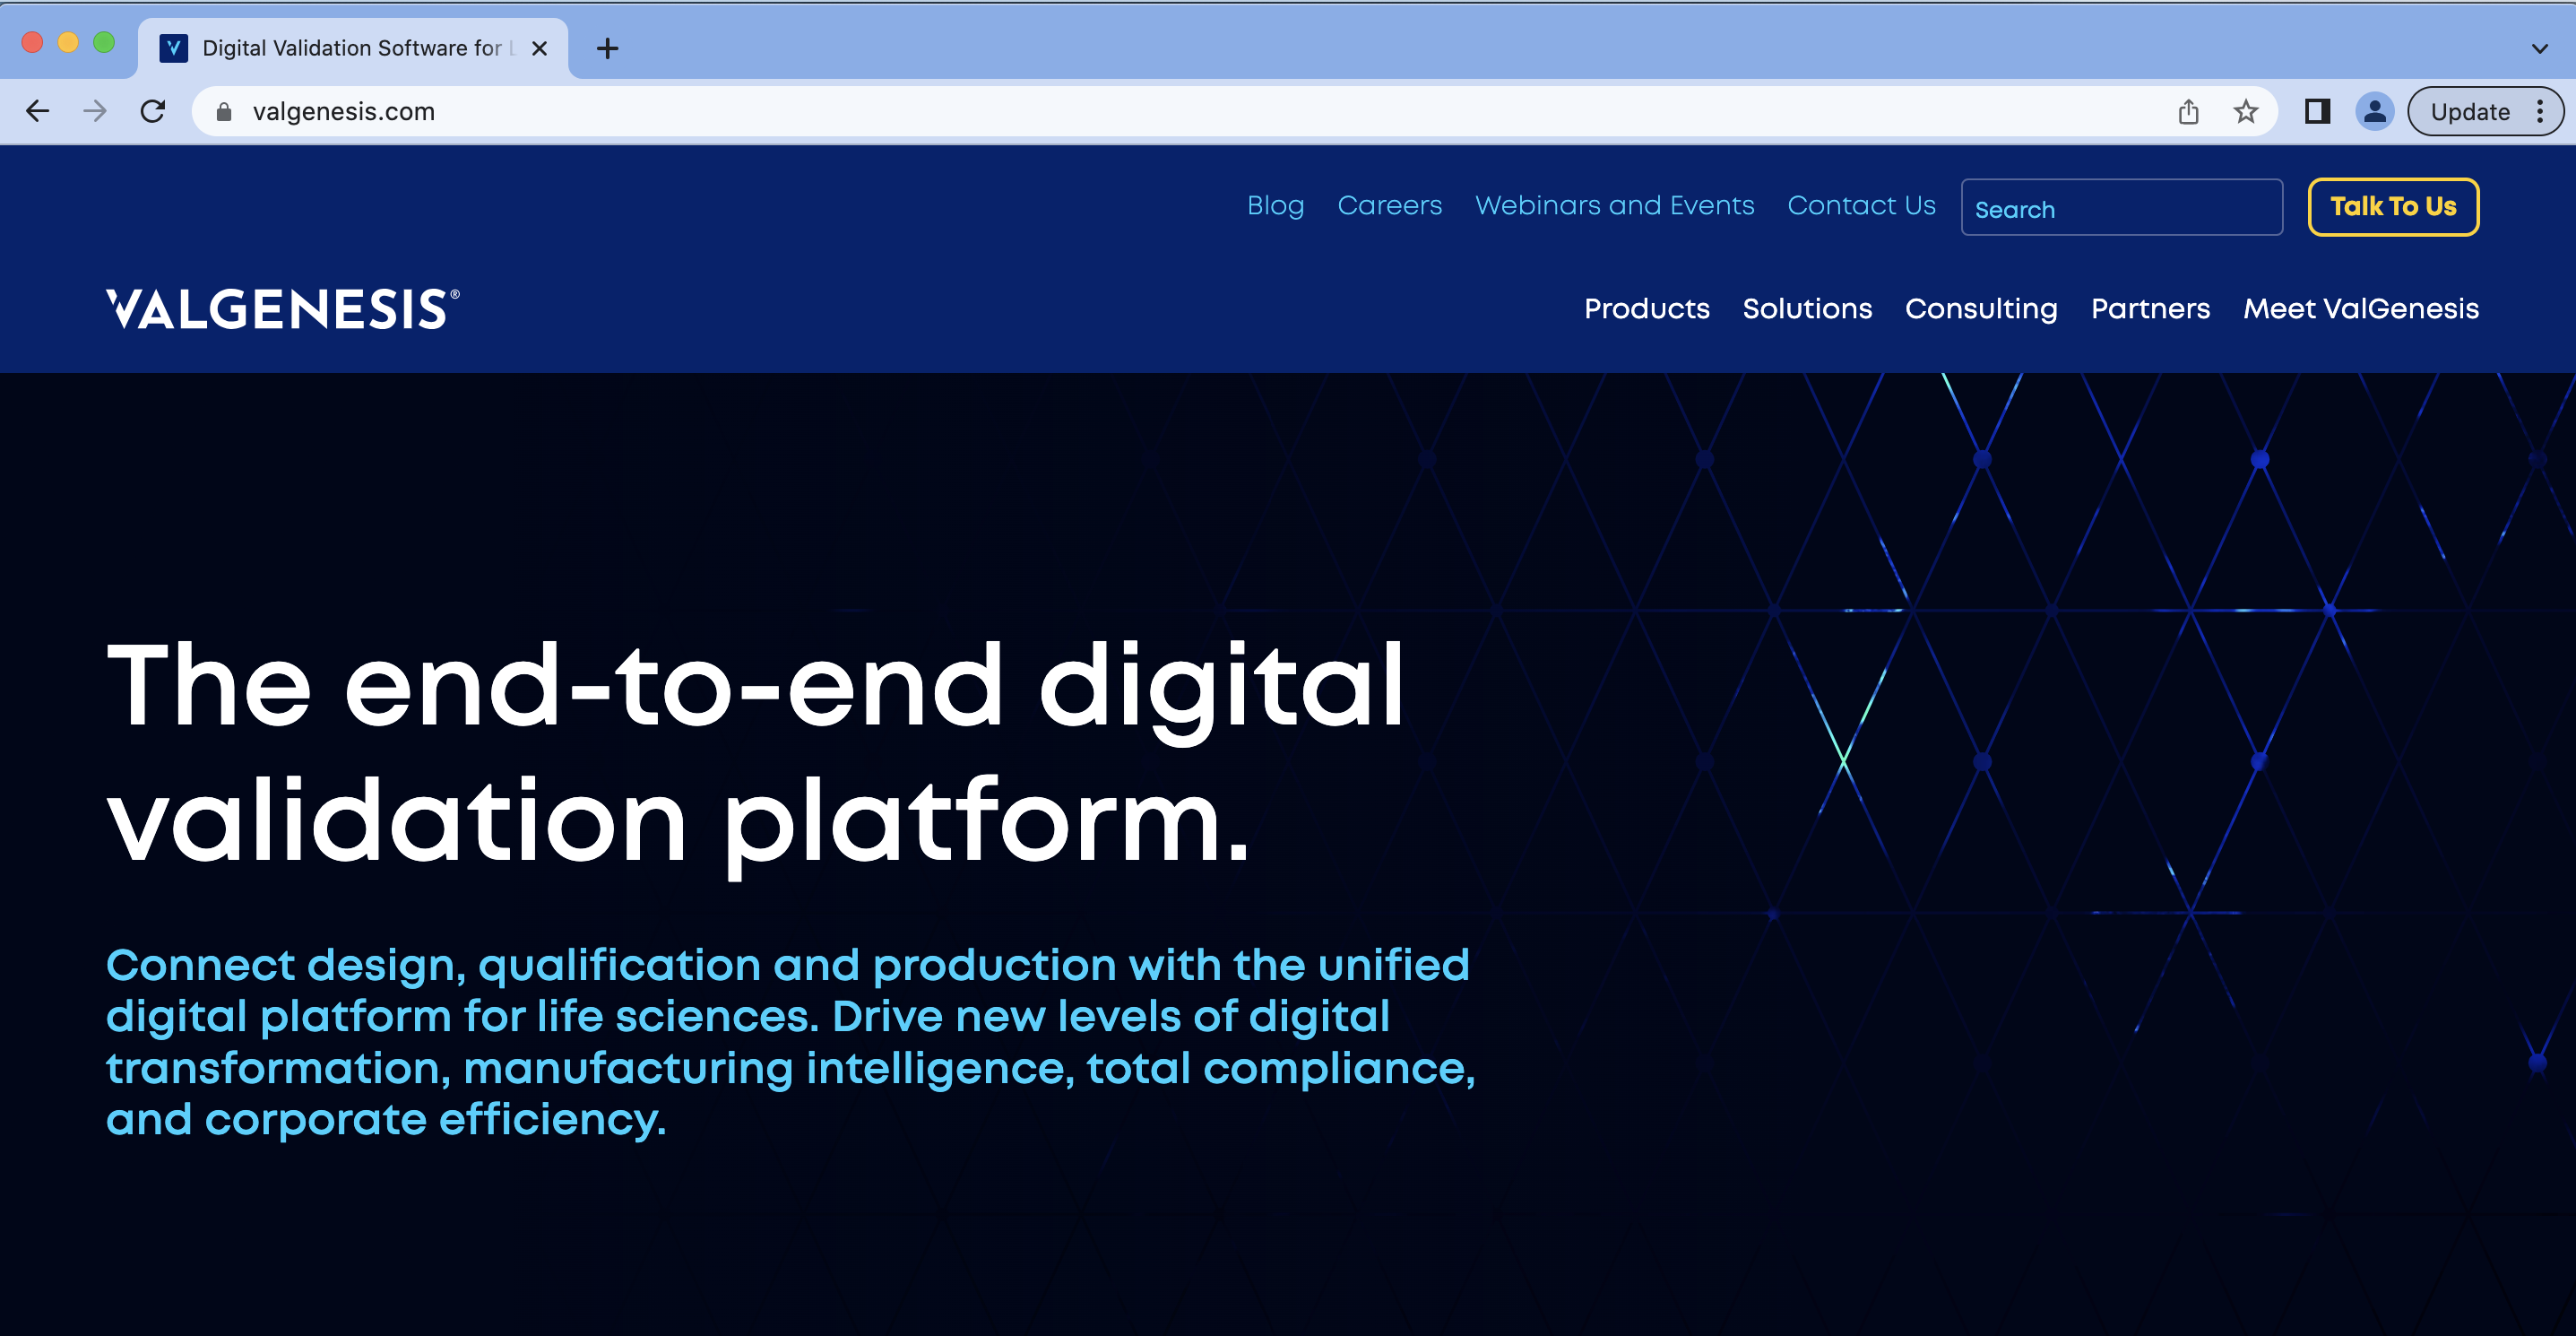 Digital Validation Software for
valgenesis.com
Update
Blog Careers Webinars and Events Contact Us Search Talk To Us
VALGENESIS®
Products Solutions Consulting Partners Meet ValGenesis
The end-to-end digital
validation platform.
Connect design, qualification and production with the unified
digital platform for life sciences. Drive new levels of digital
transformation, manufacturing intelligence, total compliance,
and corporate efficiency.